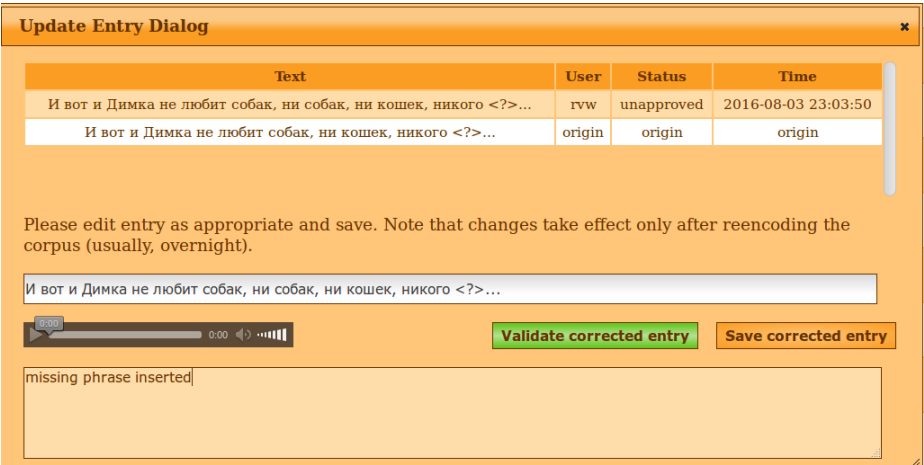 Update Entry Dialog
Text User Status Time
И вот и Димка не любит собак, ни собак, ни кошек, никого <?>... rvw unapproved 2016-08-03 23:03:50
И вот и Димка не любит собак, ни кошек, никого <?>... origin origin origin
Please edit entry as appropriate and save. Note that changes take effect only after reencoding the
corpus (usually, overnight).
И вот и Димка не любит собак, ни собак, ни кошек, никого <?>...
0:00
0:00
Validate corrected entry Save corrected entry
missing phrase inserted